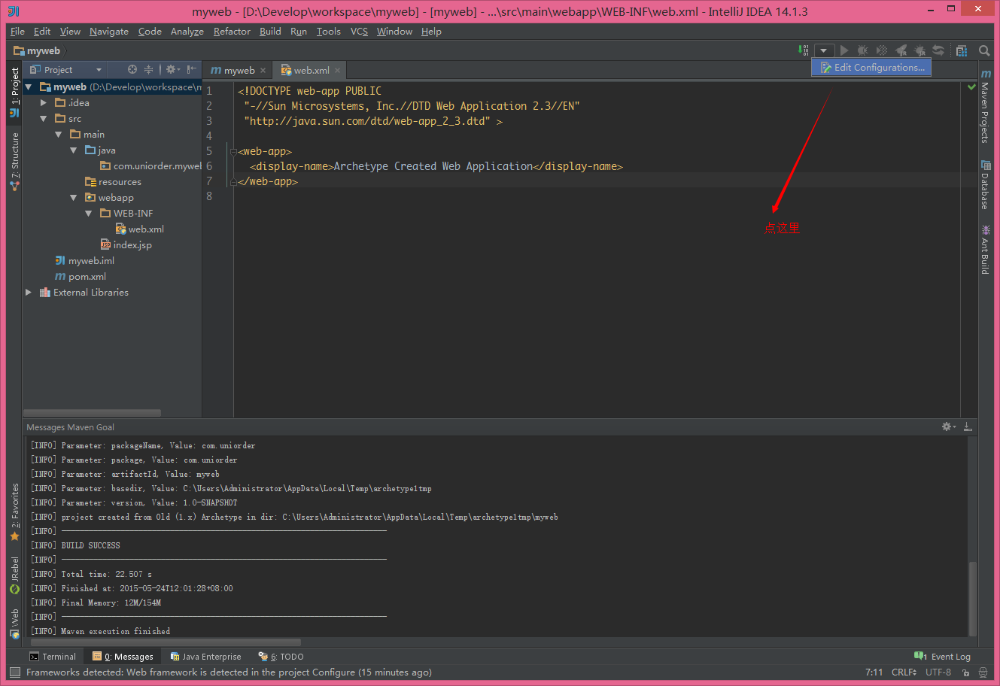 myweb - [D:\Develop\workspace\myweb] - [myweb] - ...\src\main\webapp\WEB-INF\web.xml - IntelliJ IDEA 14.1.3
File Edit View Navigate Code Analyze Refactor Build Run Tools VCS Window Help
myweb
Edit Configurations...
Project
myweb
web.xml
1: Project
Z: Structure
2: Favorites
JRebel
Web
myweb (D:\Develop\workspace\m
.idea
src
main
java
com.uniorder.myweb
resources
webapp
WEB-INF
web.xml
index.jsp
myweb.iml
pom.xml
External Libraries
1 <!DOCTYPE web-app PUBLIC
2 "-//Sun Microsystems, Inc.//DTD Web Application 2.3//EN"
3 "http://java.sun.com/dtd/web-app_2_3.dtd" >
4
5 <web-app>
6 <display-name>Archetype Created Web Application</display-name>
7 </web-app>
8
点这里
Maven Projects
Database
Ant Build
Messages Maven Goal
[INFO] Parameter: packageName, Value: com.uniorder
[INFO] Parameter: package, Value: com.uniorder
[INFO] Parameter: artifactId, Value: myweb
[INFO] Parameter: basedir, Value: C:\Users\Administrator\AppData\Local\Temp\archetype1tmp
[INFO] Parameter: version, Value: 1.0-SNAPSHOT
[INFO] project created from Old (1.x) Archetype in dir: C:\Users\Administrator\AppData\Local\Temp\archetype1tmp\myweb
[INFO] ------------------------------------------------------------------------
[INFO] BUILD SUCCESS
[INFO] ------------------------------------------------------------------------
[INFO] Total time: 22.507 s
[INFO] Finished at: 2015-05-24T12:01:28+08:00
[INFO] Final Memory: 12M/154M
[INFO] ------------------------------------------------------------------------
[INFO] Maven execution finished
Terminal 0: Messages Java Enterprise 6: TODO 1 Event Log
Frameworks detected: Web framework is detected in the project Configure (15 minutes ago) 7:11 CRLF UTF-8